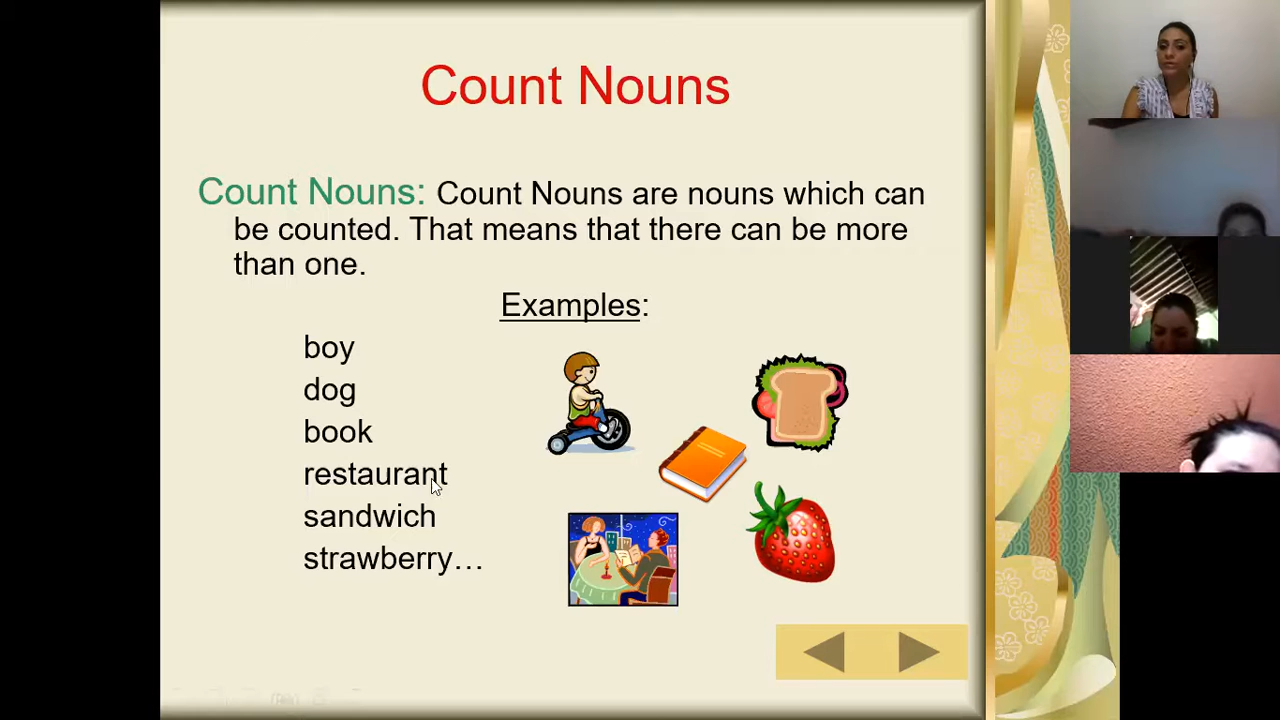 Count Nouns
Count Nouns: Count Nouns are nouns which can
be counted. That means that there can be more
than one.
Examples:
boy
dog
book
restaurant
sandwich
strawberry…